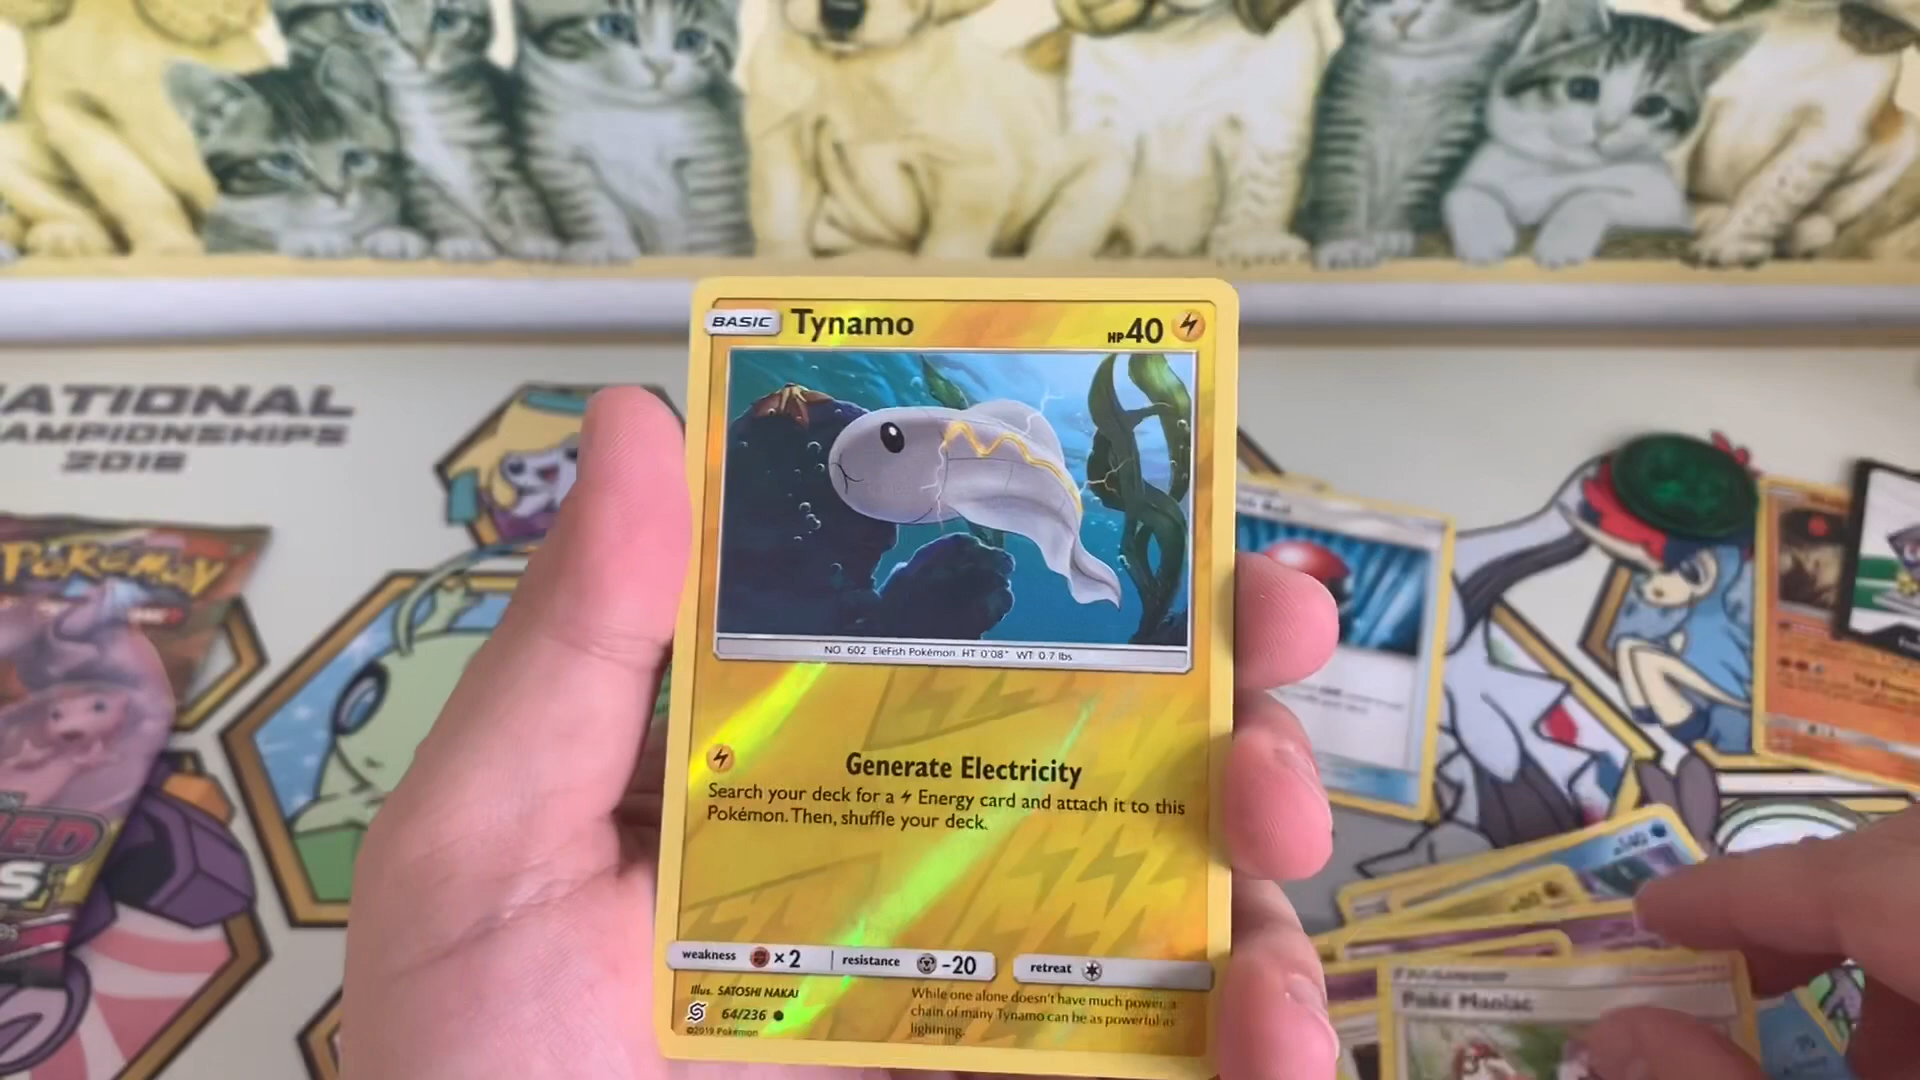 BASIC Tynamo HP40
NO. 602 EleFish Pokémon HT: 0'08" WT: 0.7 lbs.
Generate Electricity
Search your deck for a Energy card and attach it to this
Pokémon. Then, shuffle your deck.
weakness ×2 resistance -20 retreat
Illus. SATOSHI NAKAI
64/236
©2019 Pokémon
While one alone doesn't have much power, a
chain of many Tynamo can be as powerful as
lightning.
ATIONAL
AMPIONSHIPS
2016
POKéMON
Poké Maniac
140